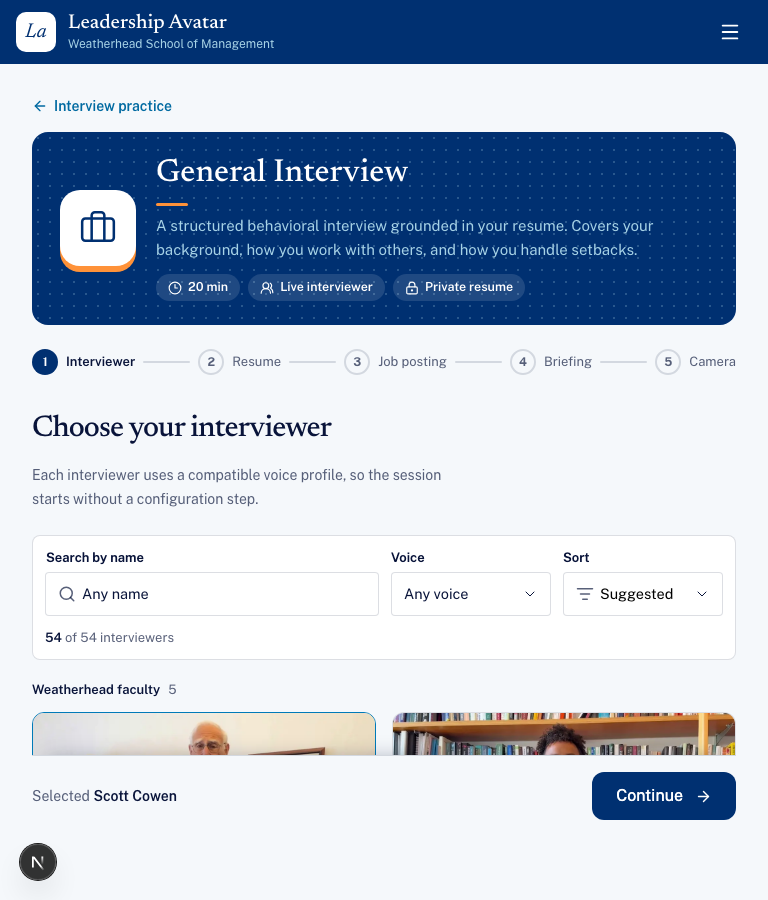 La
Leadership Avatar
Weatherhead School of Management
Interview practice
General Interview
A structured behavioral interview grounded in your resume. Covers your
background, how you work with others, and how you handle setbacks.
20 min
Live interviewer
Private resume
1 Interviewer
2 Resume
3 Job posting
4 Briefing
5 Camera
Choose your interviewer
Each interviewer uses a compatible voice profile, so the session
starts without a configuration step.
Search by name
Voice
Sort
Any name
Any voice
Suggested
54 of 54 interviewers
Weatherhead faculty 5
Selected Scott Cowen
Continue
N